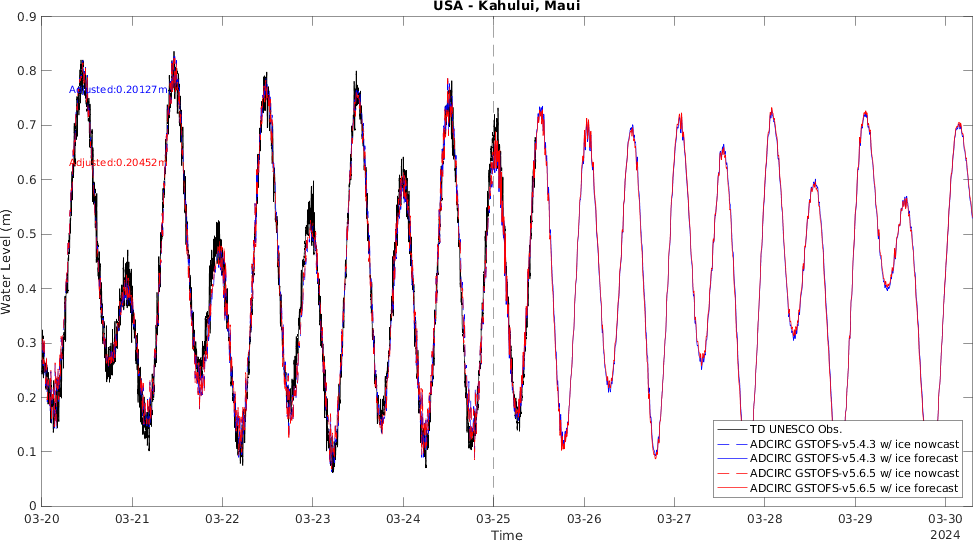 USA - Kahului, Maui
0.9
0.8
0.7
0.6
0.5
0.4
0.3
0.2
0.1
0
Water Level (m)
Adjusted:0.20127m
Adjusted:0.20452m
TD UNESCO Obs.
ADCIRC GSTOFS-v5.4.3 w/ ice nowcast
ADCIRC GSTOFS-v5.4.3 w/ ice forecast
ADCIRC GSTOFS-v5.6.5 w/ ice nowcast
ADCIRC GSTOFS-v5.6.5 w/ ice forecast
03-20 03-21 03-22 03-23 03-24 03-25 03-26 03-27 03-28 03-29 03-30
2024
Time